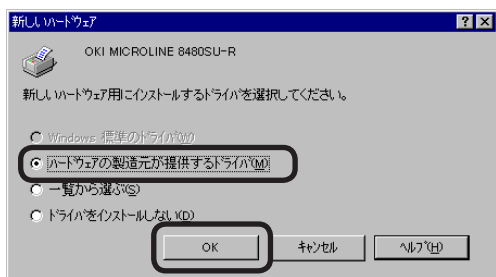 新しいハードウェア
OKI MICROLINE 8480SU-R
新しいハードウェア用にインストールするドライバを選択してください。
Windows 標準のドライバ(W)
ハードウェアの製造元が提供するドライバ(M)
一覧から選ぶ(S)
ドライバをインストールしない(D)
OK キャンセル ヘルプ(H)